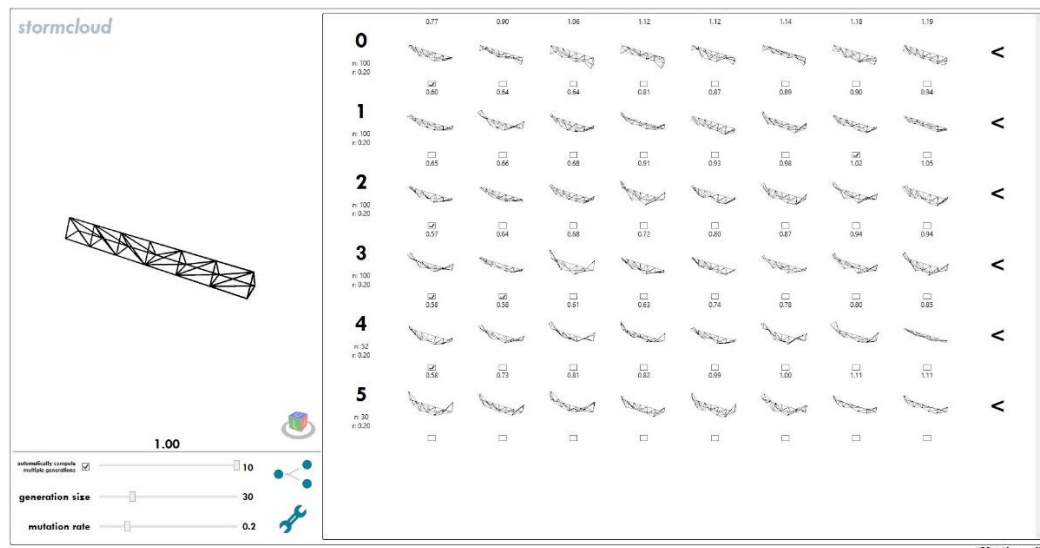 stormcloud
0.77 0.90 1.06 1.12 1.12 1.14 1.18 1.19
0
n: 100
r: 0.20
0.60 0.64 0.64 0.81 0.87 0.89 0.90 0.94
1
n: 100
r: 0.20
0.65 0.66 0.68 0.91 0.93 0.98 1.02 1.05
2
n: 100
r: 0.20
0.57 0.64 0.68 0.72 0.80 0.87 0.94 0.94
3
n: 100
r: 0.20
0.58 0.58 0.61 0.63 0.74 0.78 0.80 0.85
4
n: 52
r: 0.20
0.58 0.73 0.81 0.82 0.99 1.00 1.11 1.11
5
n: 30
r: 0.20
1.00
automatically compute
multiple generations
10
generation size 30
mutation rate 0.2